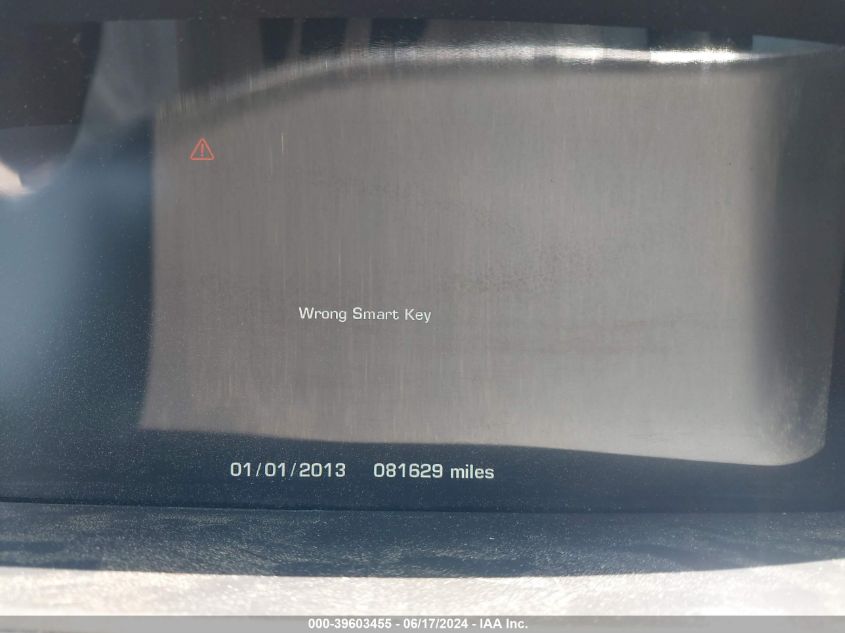 Wrong Smart Key
01/01/2013 081629 miles
000-39603455 - 06/17/2024 - IAA Inc.